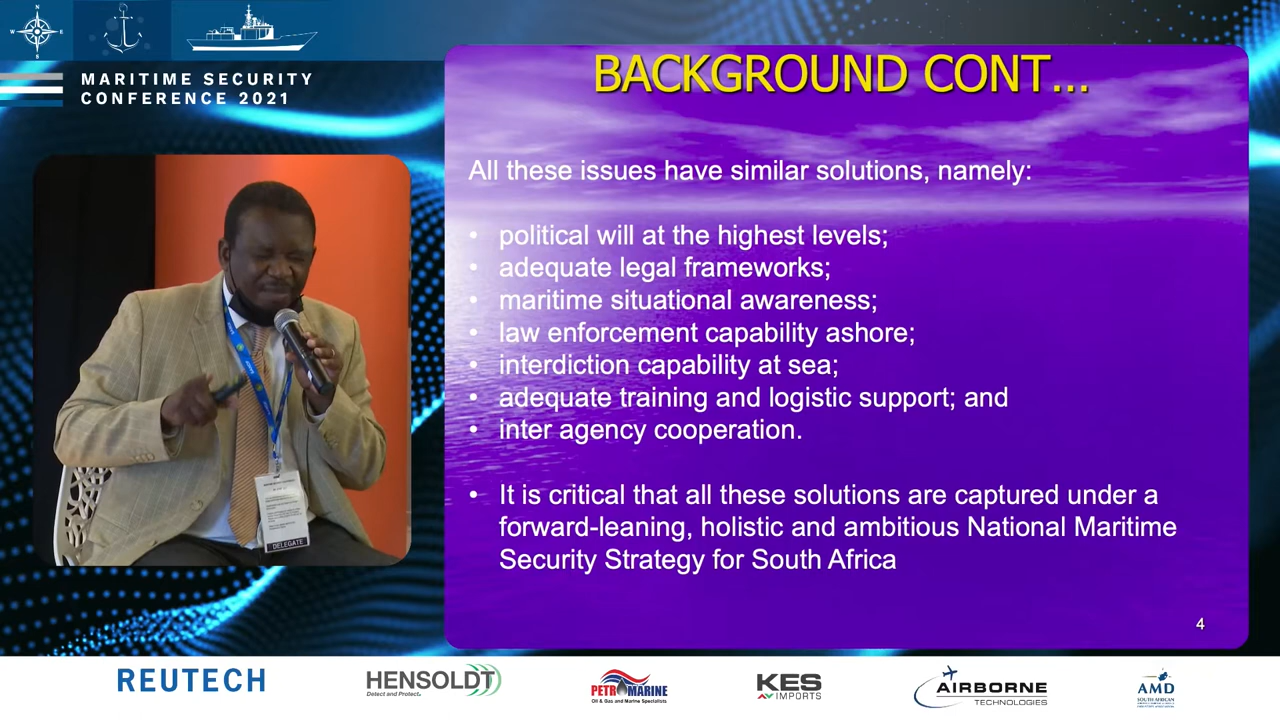 N
W
E
S
MARITIME SECURITY
CONFERENCE 2021
BACKGROUND CONT...
All these issues have similar solutions, namely:
• political will at the highest levels;
• adequate legal frameworks;
• maritime situational awareness;
• law enforcement capability ashore;
• interdiction capability at sea;
• adequate training and logistic support; and
• inter agency cooperation.
• It is critical that all these solutions are captured under a
forward-leaning, holistic and ambitious National Maritime
Security Strategy for South Africa
4
DELEGATE
REUTECH
HENSOLDT
Detect and Protect.
PETROMARINE
Oil & Gas and Marine Specialists
KES
IMPORTS
AIRBORNE
TECHNOLOGIES
AMD
SOUTH AFRICAN